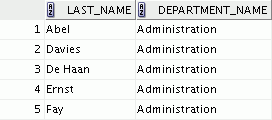 LAST_NAME DEPARTMENT_NAME
1 Abel Administration
2 Davies Administration
3 De Haan Administration
4 Ernst Administration
5 Fay Administration